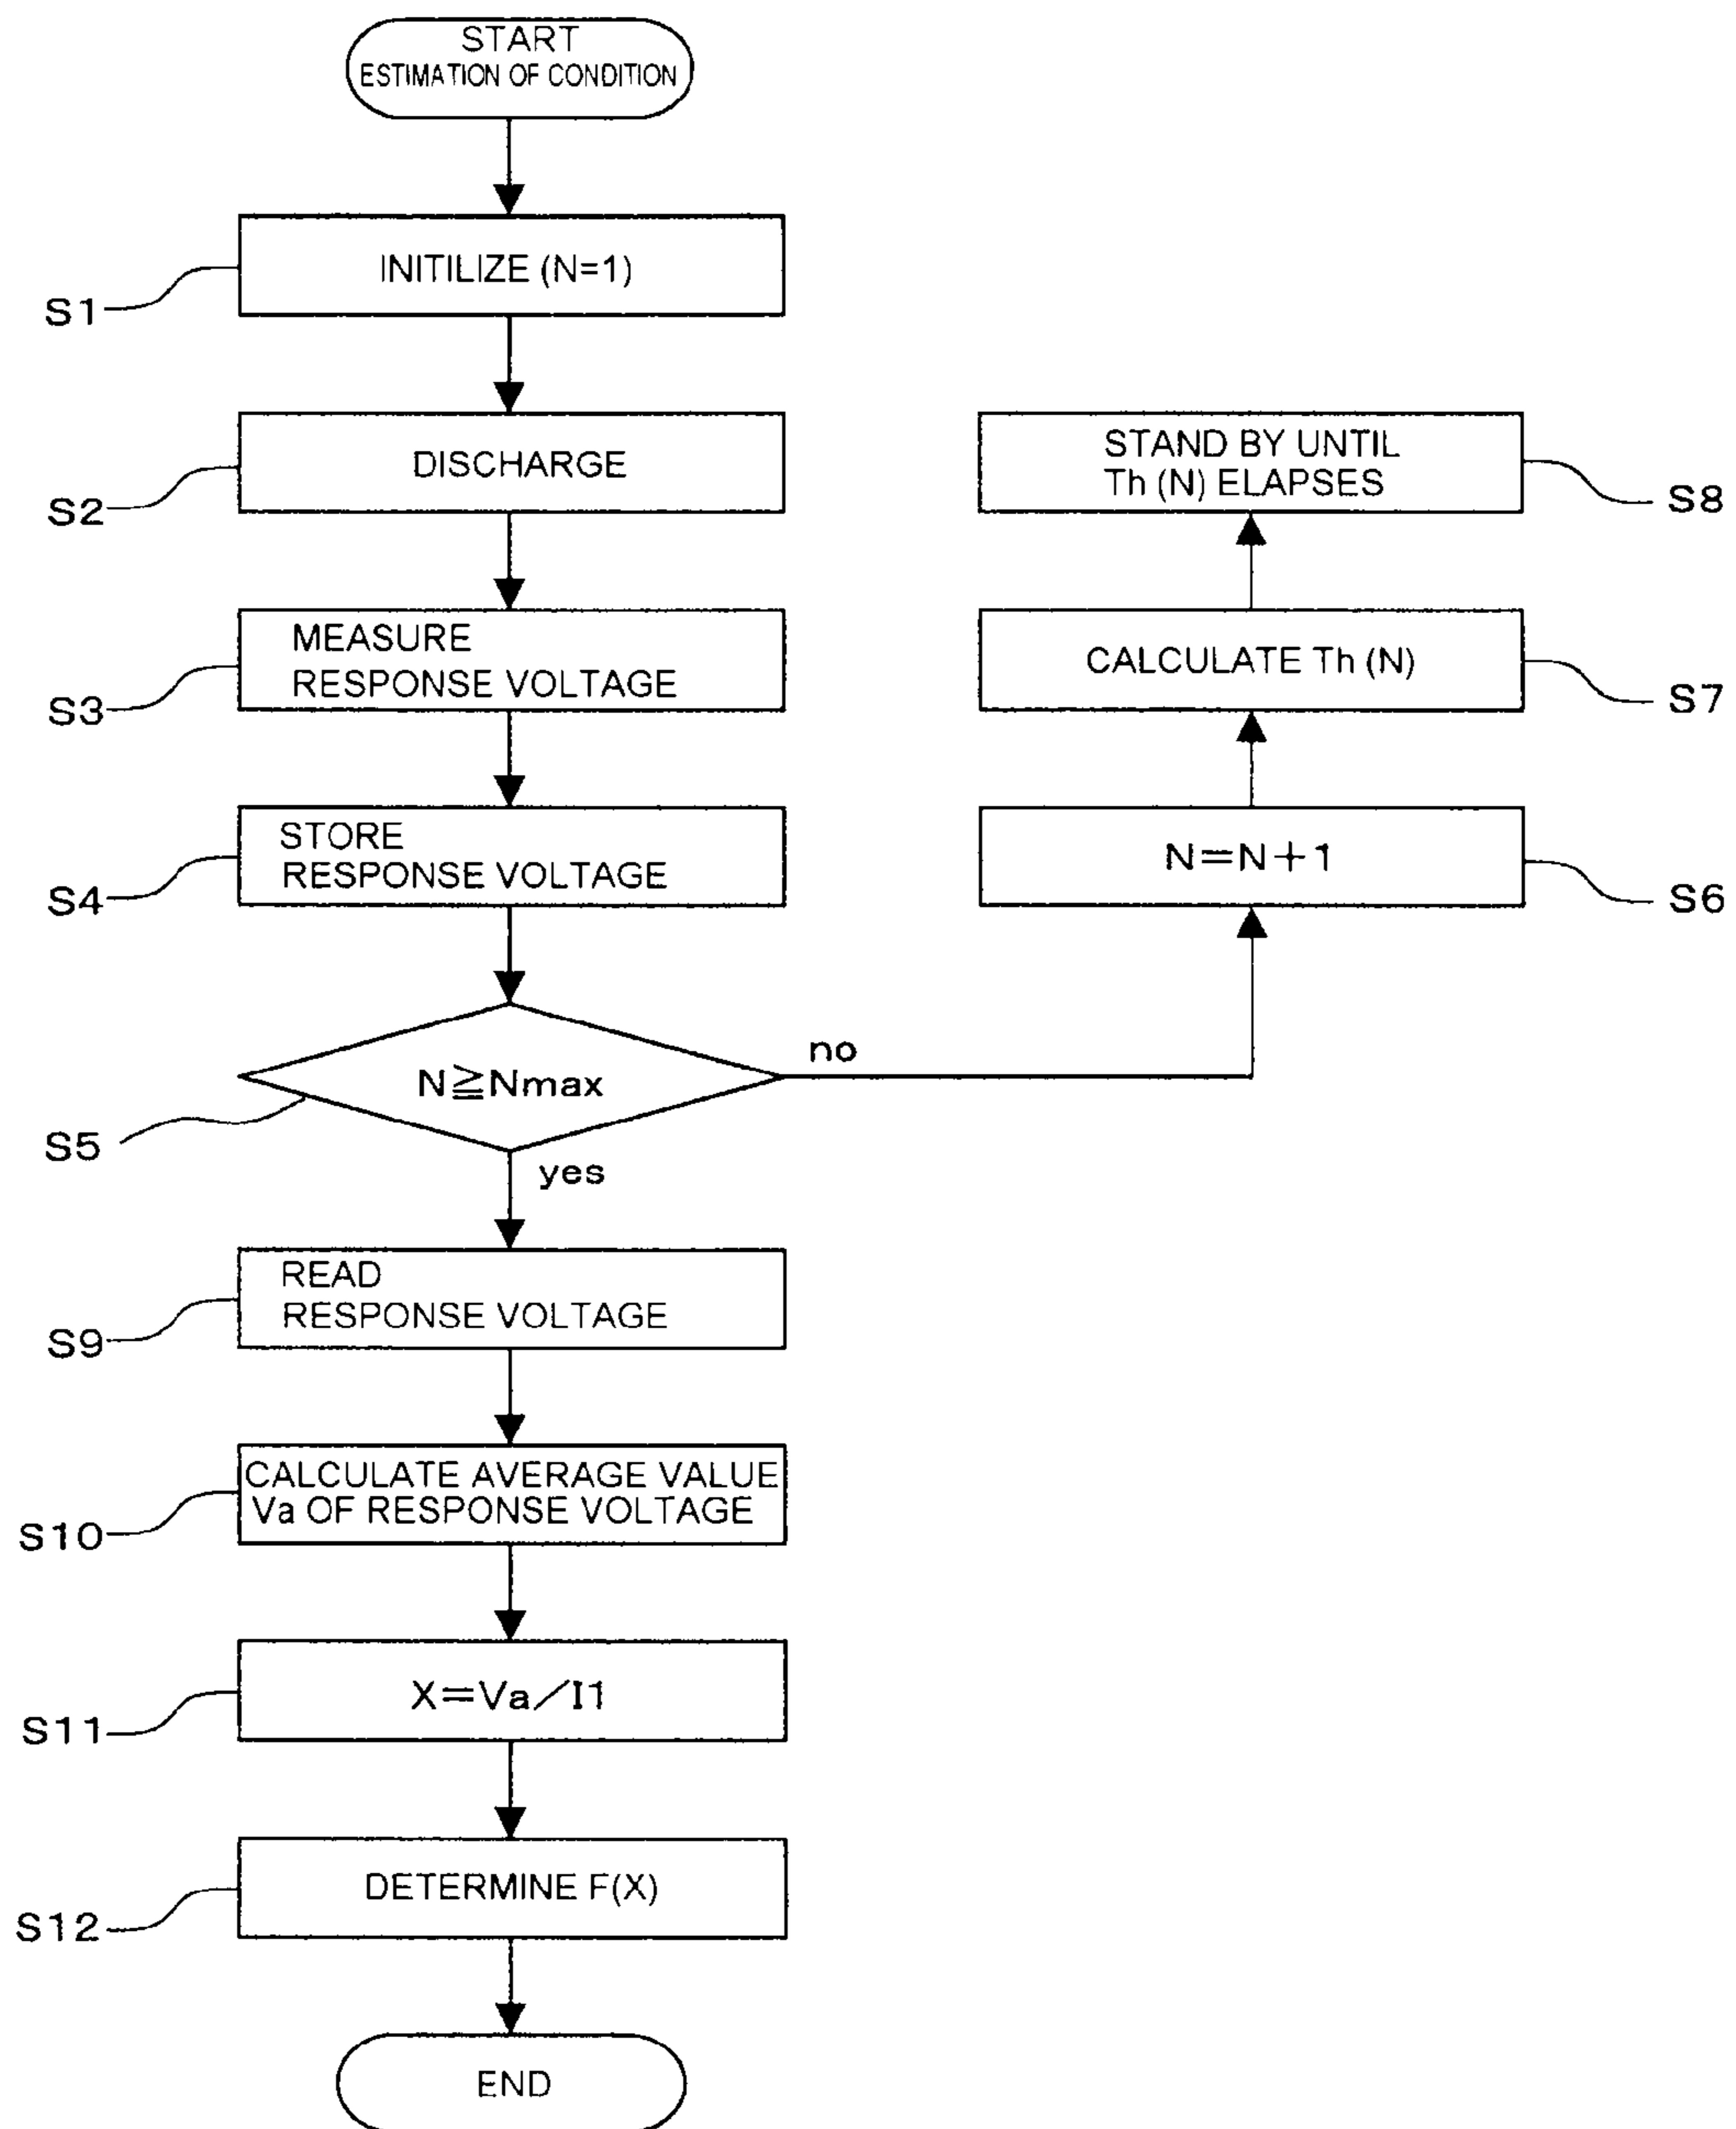 START
ESTIMATION OF CONDITION
INITILIZE (N=1)
S1
DISCHARGE
S2
MEASURE
RESPONSE VOLTAGE
S3
STORE
RESPONSE VOLTAGE
S4
N≧Nmax
no
S5
yes
N=N+1
S6
CALCULATE Th (N)
S7
STAND BY UNTIL
Th (N) ELAPSES
S8
READ
RESPONSE VOLTAGE
S9
CALCULATE AVERAGE VALUE
Va OF RESPONSE VOLTAGE
S10
X=Va/I1
S11
DETERMINE F(X)
S12
END